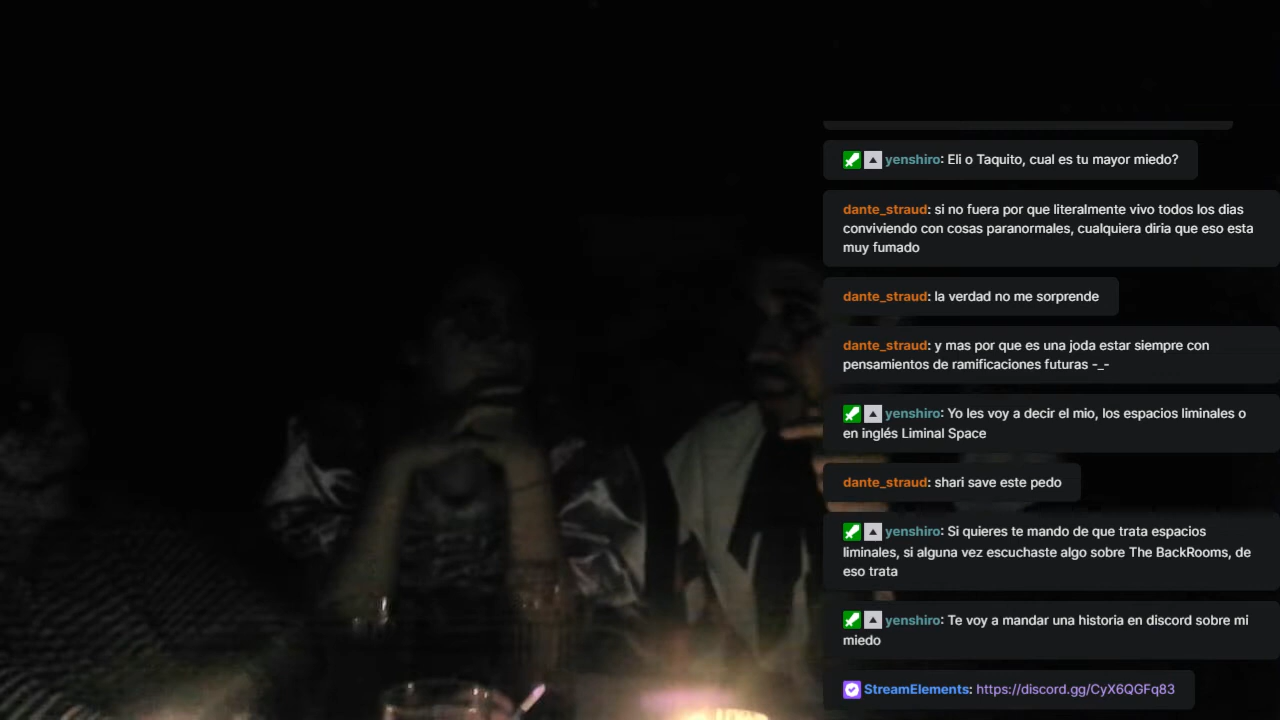 yenshiro: Eli o Taquito, cual es tu mayor miedo?
dante_straud: si no fuera por que literalmente vivo todos los dias
conviviendo con cosas paranormales, cualquiera diria que eso esta
muy fumado
dante_straud: la verdad no me sorprende
dante_straud: y mas por que es una joda estar siempre con
pensamientos de ramificaciones futuras -_-
yenshiro: Yo les voy a decir el mio, los espacios liminales o
en inglés Liminal Space
dante_straud: shari save este pedo
yenshiro: Si quieres te mando de que trata espacios
liminales, si alguna vez escuchaste algo sobre The BackRooms, de
eso trata
yenshiro: Te voy a mandar una historia en discord sobre mi
miedo
StreamElements: https://discord.gg/CyX6QGFq83